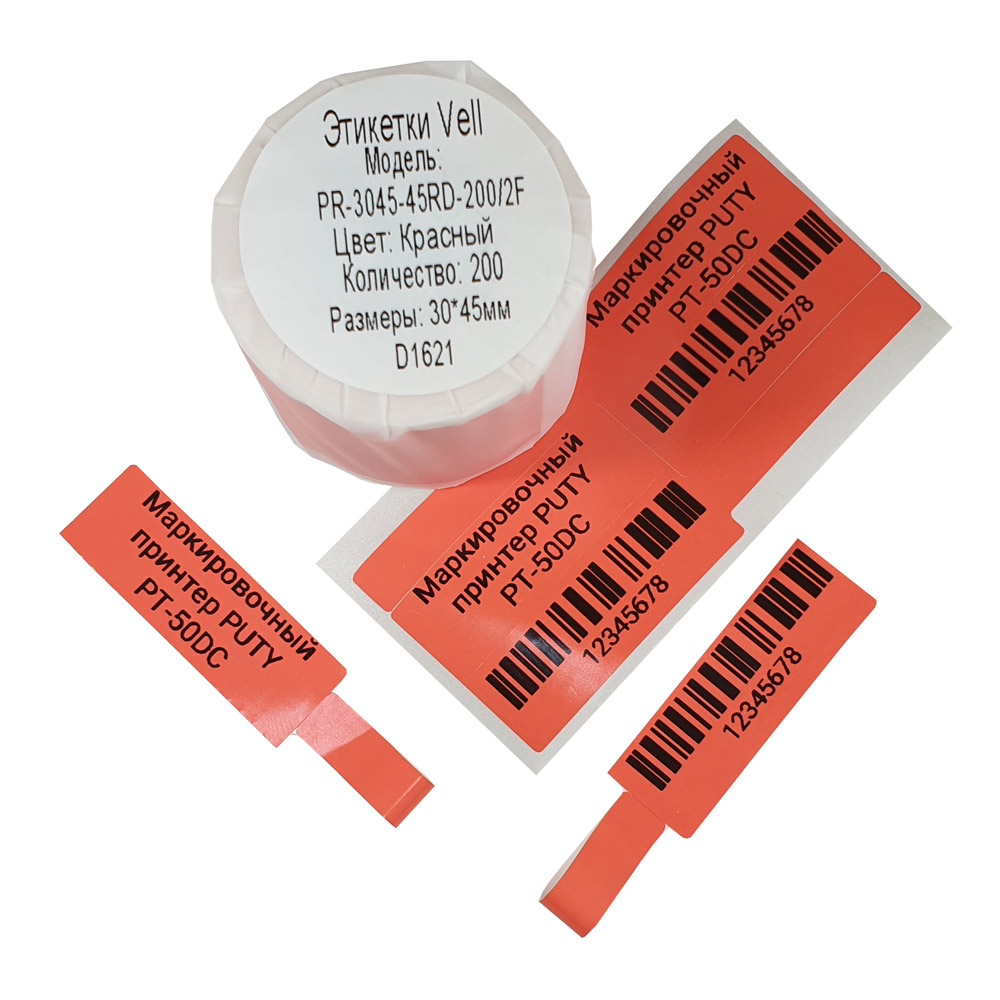 Этикетки Vell
Модель:
PR-3045-45RD-200/2F
Цвет: Красный
Количество: 200
Размеры: 30*45мм
D1621
Маркировочный
принтер PUTY
PT-50DC
12345678
Маркировочный
принтер PUTY
PT-50DC
12345678
Маркировочный
принтер PUTY
PT-50DC
12345678